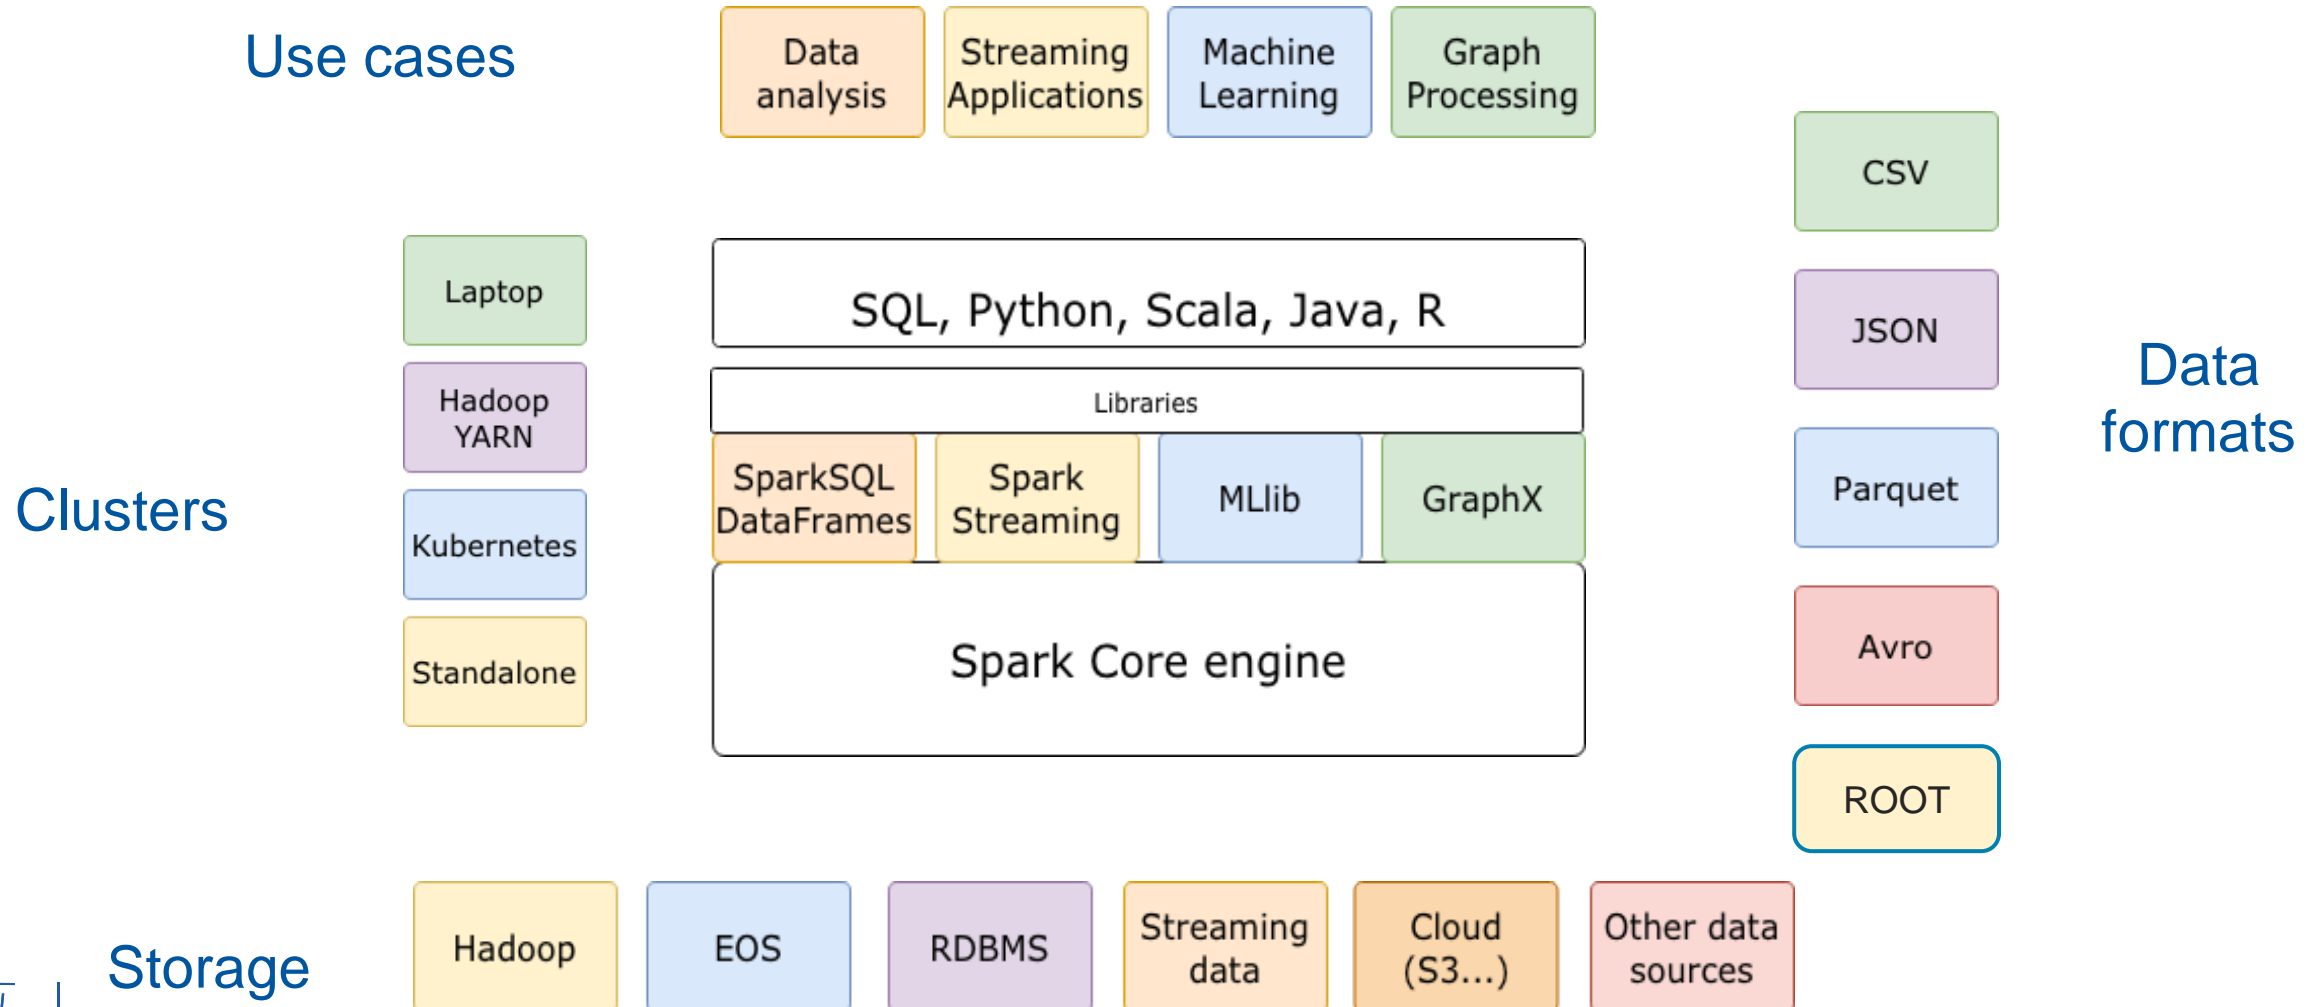 Use cases
Data
analysis
Streaming
Applications
Machine
Learning
Graph
Processing
CSV
JSON
Parquet
Avro
ROOT
Data
formats
Laptop
Hadoop
YARN
Kubernetes
Standalone
Clusters
SQL, Python, Scala, Java, R
Libraries
SparkSQL
DataFrames
Spark
Streaming
MLlib
GraphX
Spark Core engine
Storage
Hadoop
EOS
RDBMS
Streaming
data
Cloud
(S3...)
Other data
sources